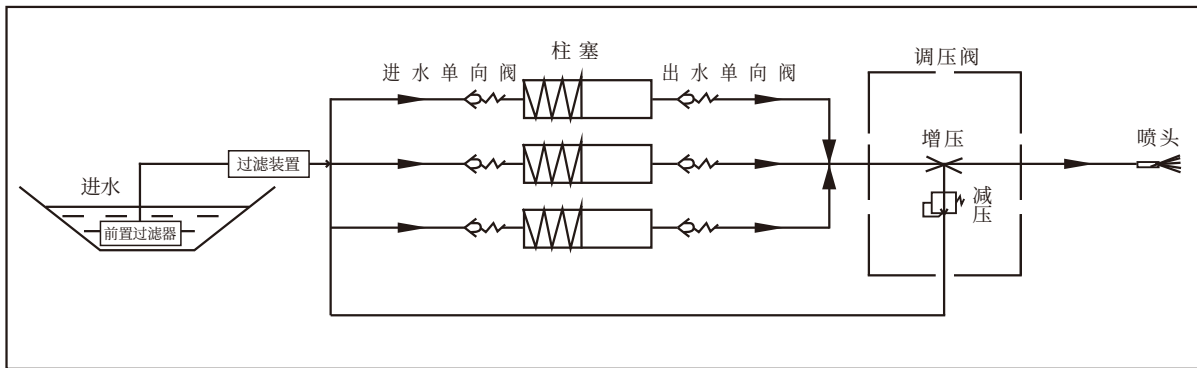 柱塞
进水单向阀
出水单向阀
调压阀
过滤装置
增压
喷头
进水
减压
前置过滤器